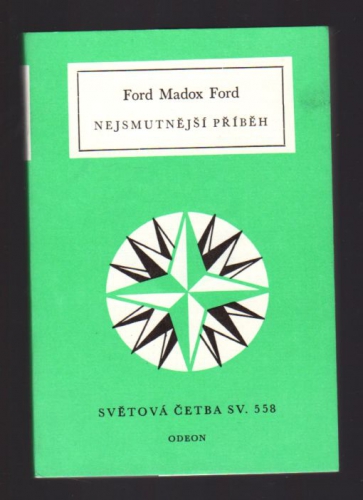 Ford Madox Ford
NEJSMUTNĚJŠÍ PŘÍBĚH
SVĚTOVÁ ČETBA SV. 558
ODEON